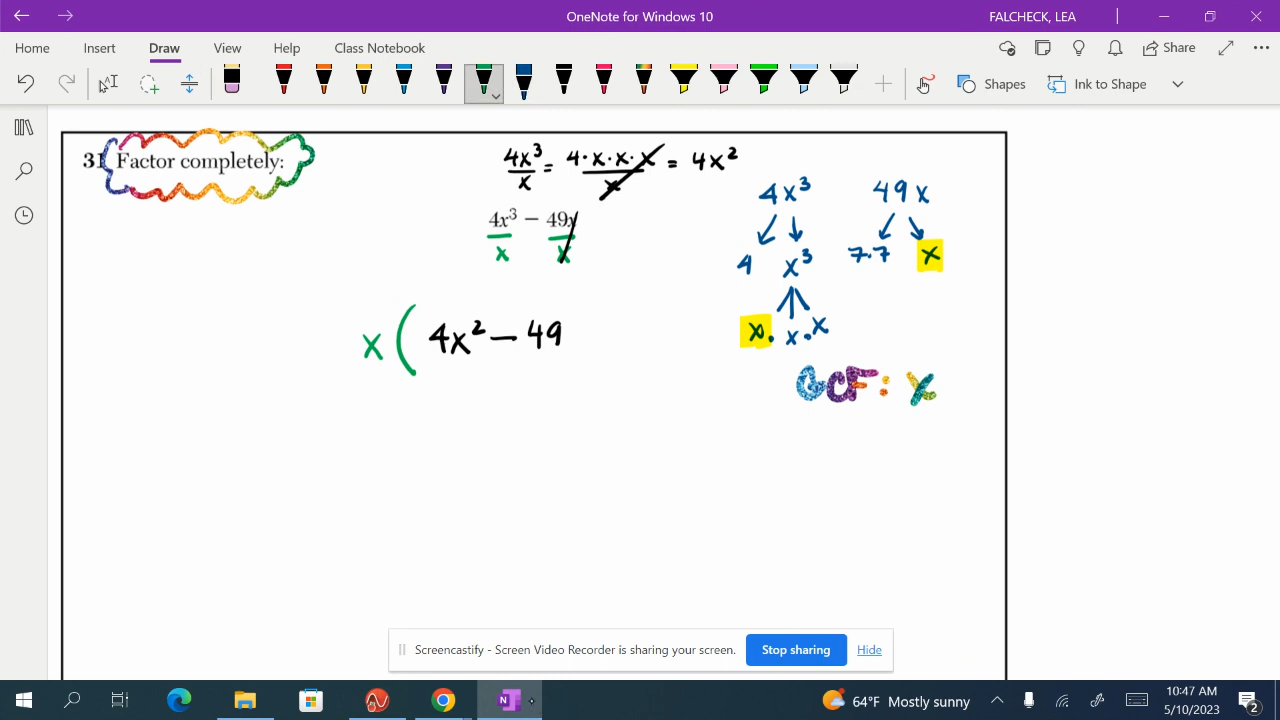 OneNote for Windows 10
FALCHECK, LEA
Home Insert Draw View Help Class Notebook
Share
Shapes
Ink to Shape
31 Factor completely:
4x³/x = 4·x·x·x/x = 4x²
4x³ − 49x
x x
4x³ 49x
4 x³ 7·7 x
x·x·x
x ( 4x² − 49
GCF: x
Screencastify - Screen Video Recorder is sharing your screen. Stop sharing Hide
64°F Mostly sunny
10:47 AM
5/10/2023
2